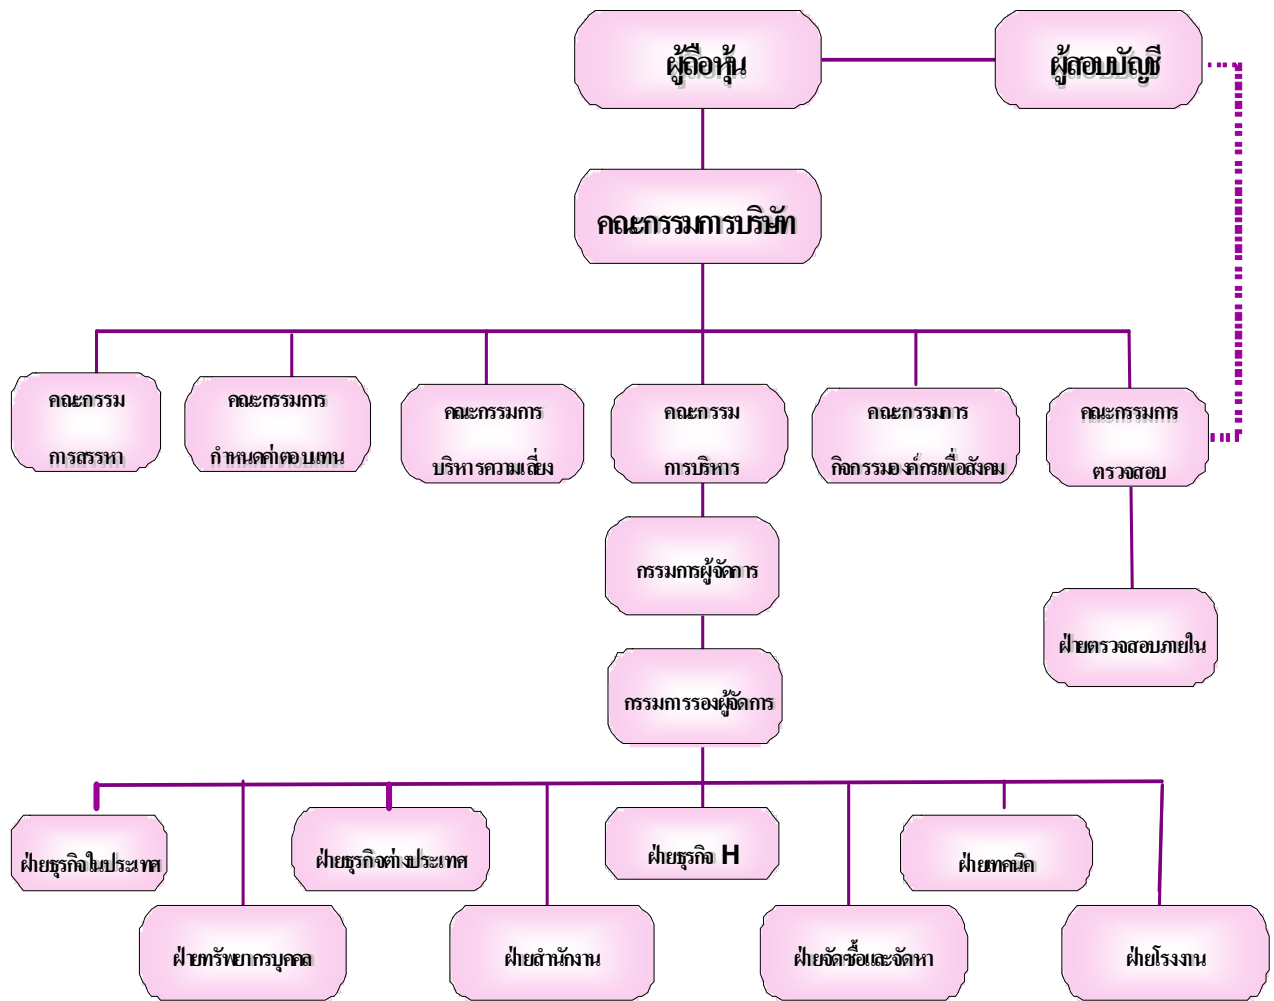 ผู้ถือหุ้น
ผู้สอบบัญชี
คณะกรรมการบริษัท
คณะกรรม
การสรรหา
คณะกรรมการ
กำหนดค่าตอบแทน
คณะกรรมการ
บริหารความเสี่ยง
คณะกรรม
การบริหาร
คณะกรรมการ
กิจกรรมองค์กรเพื่อสังคม
คณะกรรมการ
ตรวจสอบ
กรรมการผู้จัดการ
ฝ่ายตรวจสอบภายใน
กรรมการรองผู้จัดการ
ฝ่ายธุรกิจในประเทศ
ฝ่ายธุรกิจต่างประเทศ
ฝ่ายธุรกิจ H
ฝ่ายเทคนิค
ฝ่ายทรัพยากรบุคคล
ฝ่ายสำนักงาน
ฝ่ายจัดซื้อและจัดหา
ฝ่ายโรงงาน